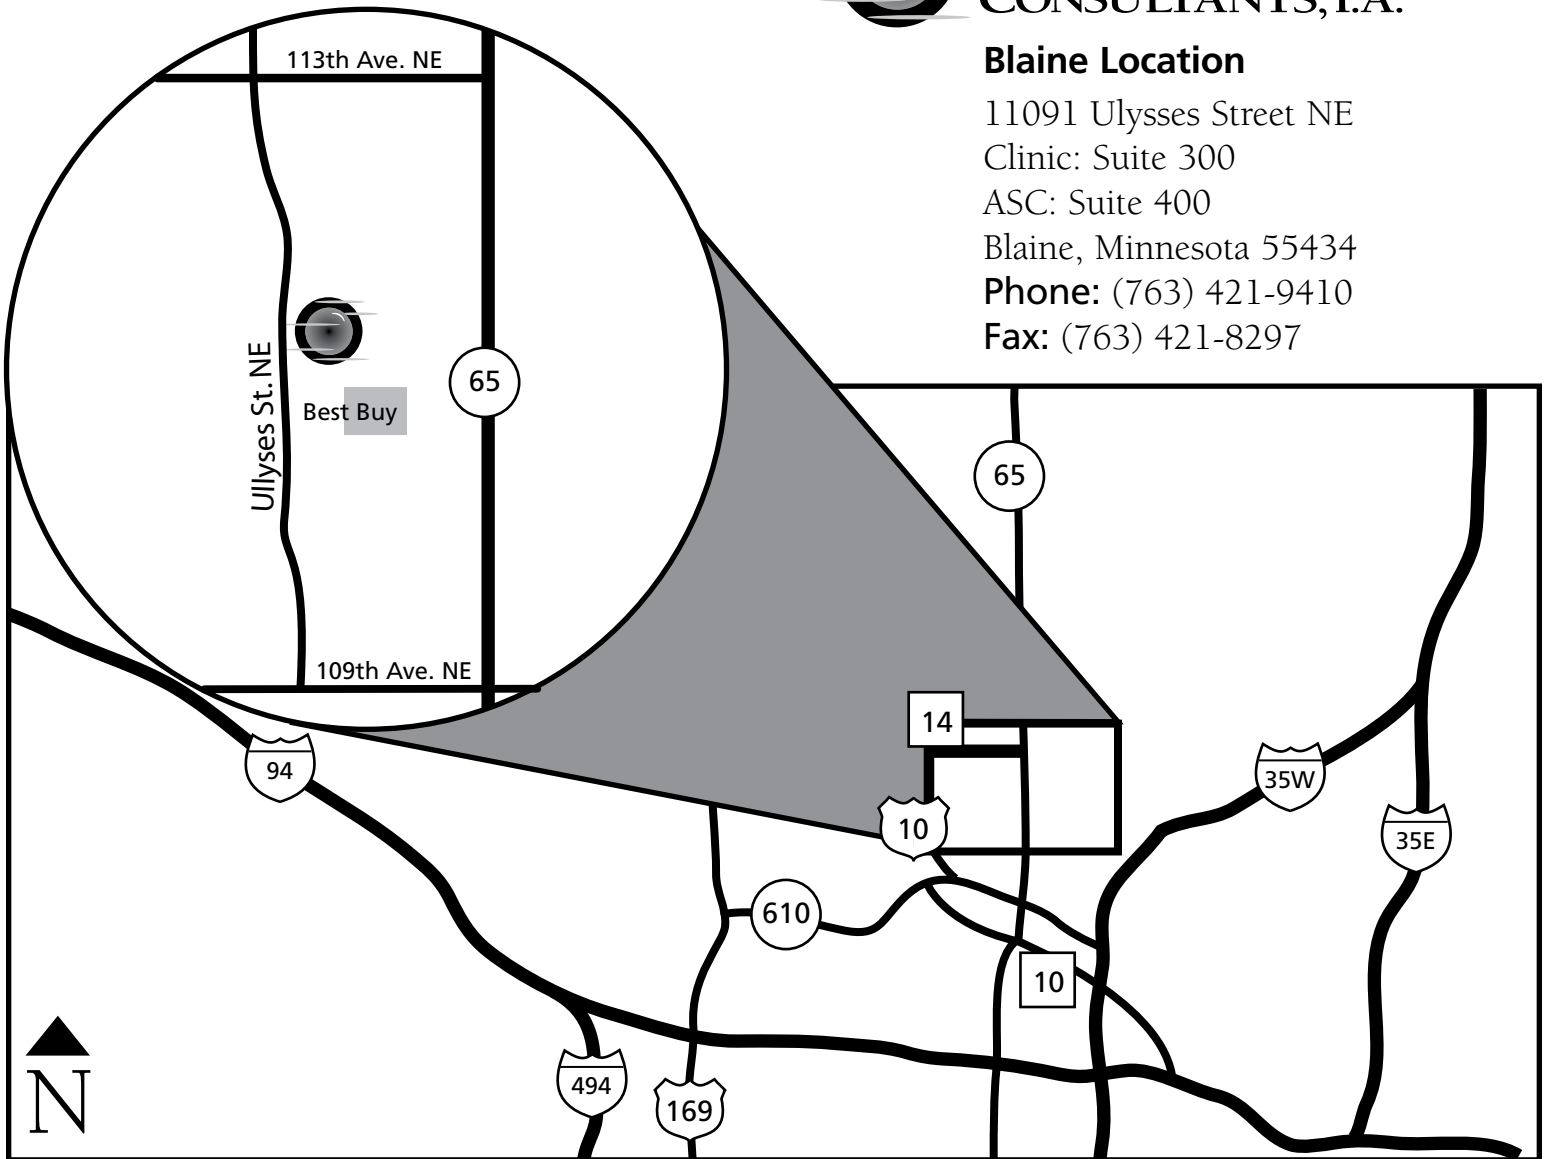 CONSULTANTS, P.A.
Blaine Location
11091 Ulysses Street NE
Clinic: Suite 300
ASC: Suite 400
Blaine, Minnesota 55434
Phone: (763) 421-9410
Fax: (763) 421-8297
113th Ave. NE
Ullyses St. NE
65
Best Buy
109th Ave. NE
65
14
94
10
35W
35E
610
10
494
169
N